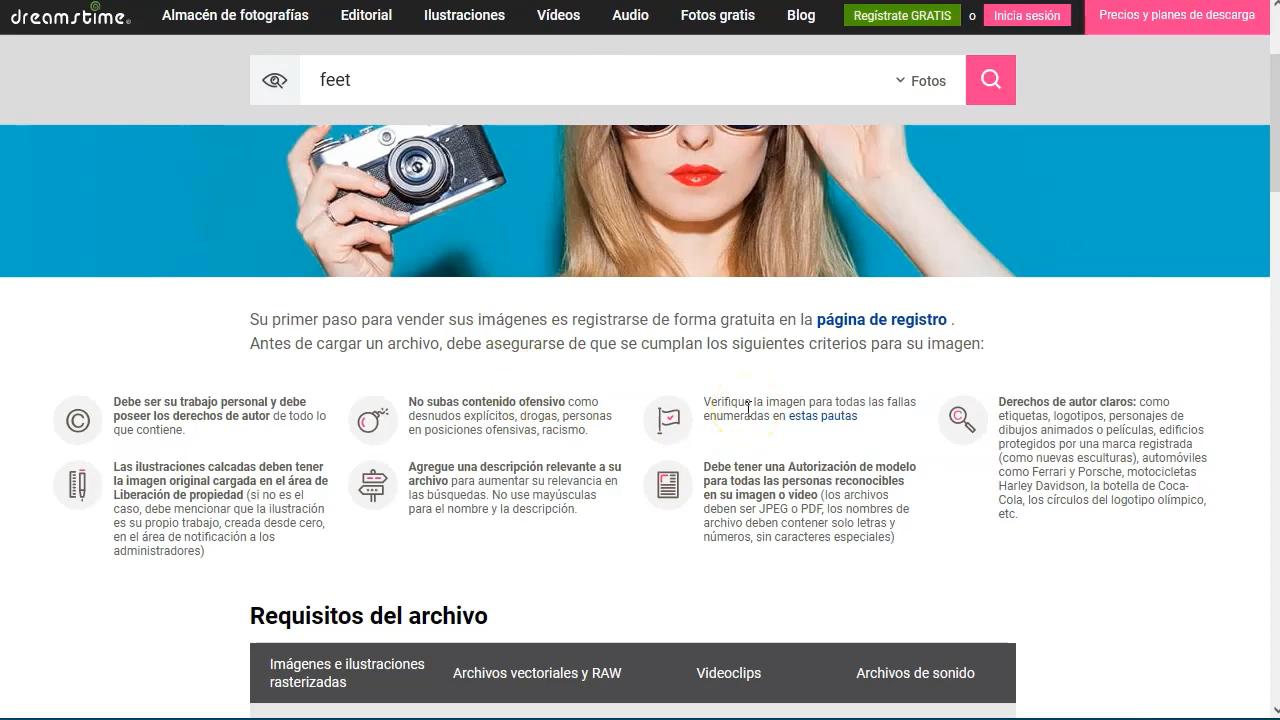 dreamstime
Almacén de fotografías Editorial Ilustraciones Vídeos Audio Fotos gratis Blog Regístrate GRATIS o Inicia sesión Precios y planes de descarga
feet Fotos
Su primer paso para vender sus imágenes es registrarse de forma gratuita en la página de registro .
Antes de cargar un archivo, debe asegurarse de que se cumplan los siguientes criterios para su imagen:
Debe ser su trabajo personal y debe
poseer los derechos de autor de todo lo
que contiene.
No subas contenido ofensivo como
desnudos explícitos, drogas, personas
en posiciones ofensivas, racismo.
Verifique la imagen para todas las fallas
enumeradas en estas pautas
Derechos de autor claros: como
etiquetas, logotipos, personajes de
dibujos animados o películas, edificios
protegidos por una marca registrada
(como nuevas esculturas), automóviles
como Ferrari y Porsche, motocicletas
Harley Davidson, la botella de Coca-
Cola, los círculos del logotipo olímpico,
etc.
Las ilustraciones calcadas deben tener
la imagen original cargada en el área de
Liberación de propiedad (si no es el
caso, debe mencionar que la ilustración
es su propio trabajo, creada desde cero,
en el área de notificación a los
administradores)
Agregue una descripción relevante a su
archivo para aumentar su relevancia en
las búsquedas. No use mayúsculas
para el nombre y la descripción.
Debe tener una Autorización de modelo
para todas las personas reconocibles
en su imagen o video (los archivos
deben ser JPEG o PDF, los nombres de
archivo deben contener solo letras y
números, sin caracteres especiales)
Requisitos del archivo
Imágenes e ilustraciones
rasterizadas
Archivos vectoriales y RAW
Videoclips
Archivos de sonido